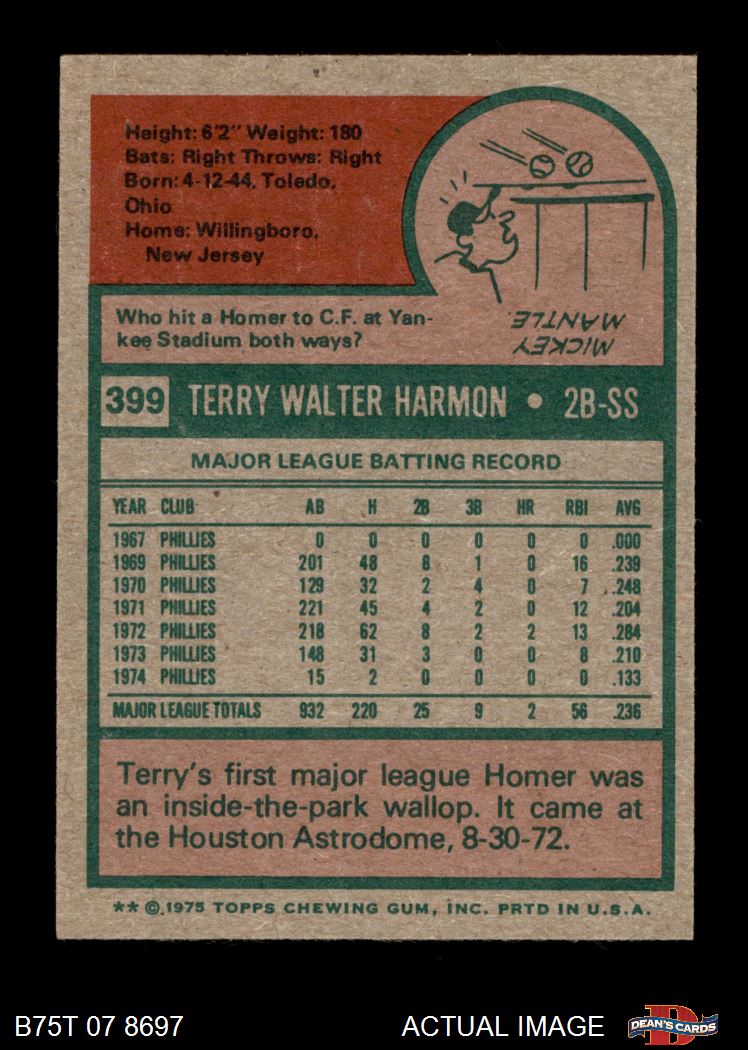 Height: 6'2" Weight: 180
Bats: Right Throws: Right
Born: 4-12-44, Toledo,
Ohio
Home: Willingboro,
New Jersey
Who hit a Homer to C.F. at Yan-
kee Stadium both ways?
MICKEY
MANTLE.
399 TERRY WALTER HARMON • 2B-SS
MAJOR LEAGUE BATTING RECORD
YEAR CLUB AB H 2B 3B HR RBI AVG
1967 PHILLIES 0 0 0 0 0 0 .000
1969 PHILLIES 201 48 8 1 0 16 .239
1970 PHILLIES 129 32 2 4 0 7 .248
1971 PHILLIES 221 45 4 2 0 12 .204
1972 PHILLIES 218 62 8 2 2 13 .284
1973 PHILLIES 148 31 3 0 0 8 .210
1974 PHILLIES 15 2 0 0 0 0 .133
MAJOR LEAGUE TOTALS 932 220 25 9 2 56 .236
Terry's first major league Homer was
an inside-the-park wallop. It came at
the Houston Astrodome, 8-30-72.
** © 1975 TOPPS CHEWING GUM, INC. PRTD IN U.S.A.
B75T 07 8697 ACTUAL IMAGE
D
DEAN'S CARDS